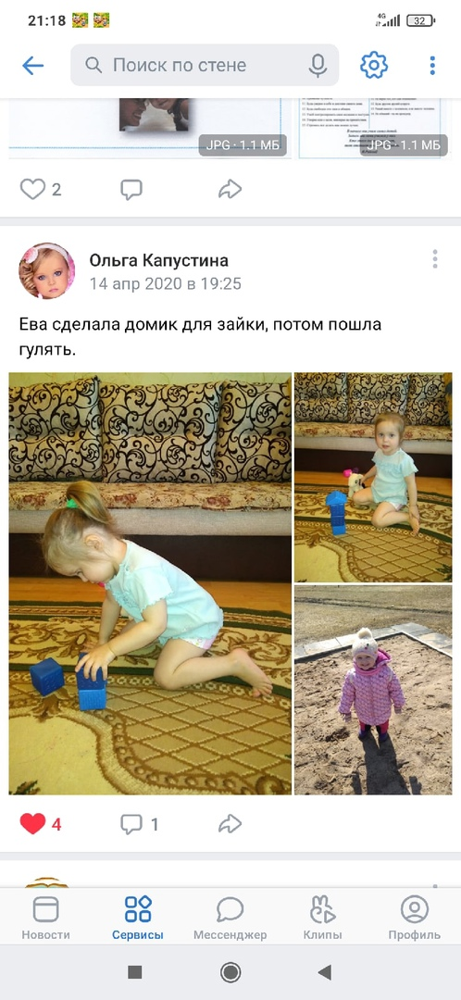 21:18
4G
32
Поиск по стене
JPG · 1.1 МБ
JPG · 1.1 МБ
2
Ольга Капустина
14 апр 2020 в 19:25
Ева сделала домик для зайки, потом пошла
гулять.
4
1
Новости
Сервисы
Мессенджер
Клипы
Профиль